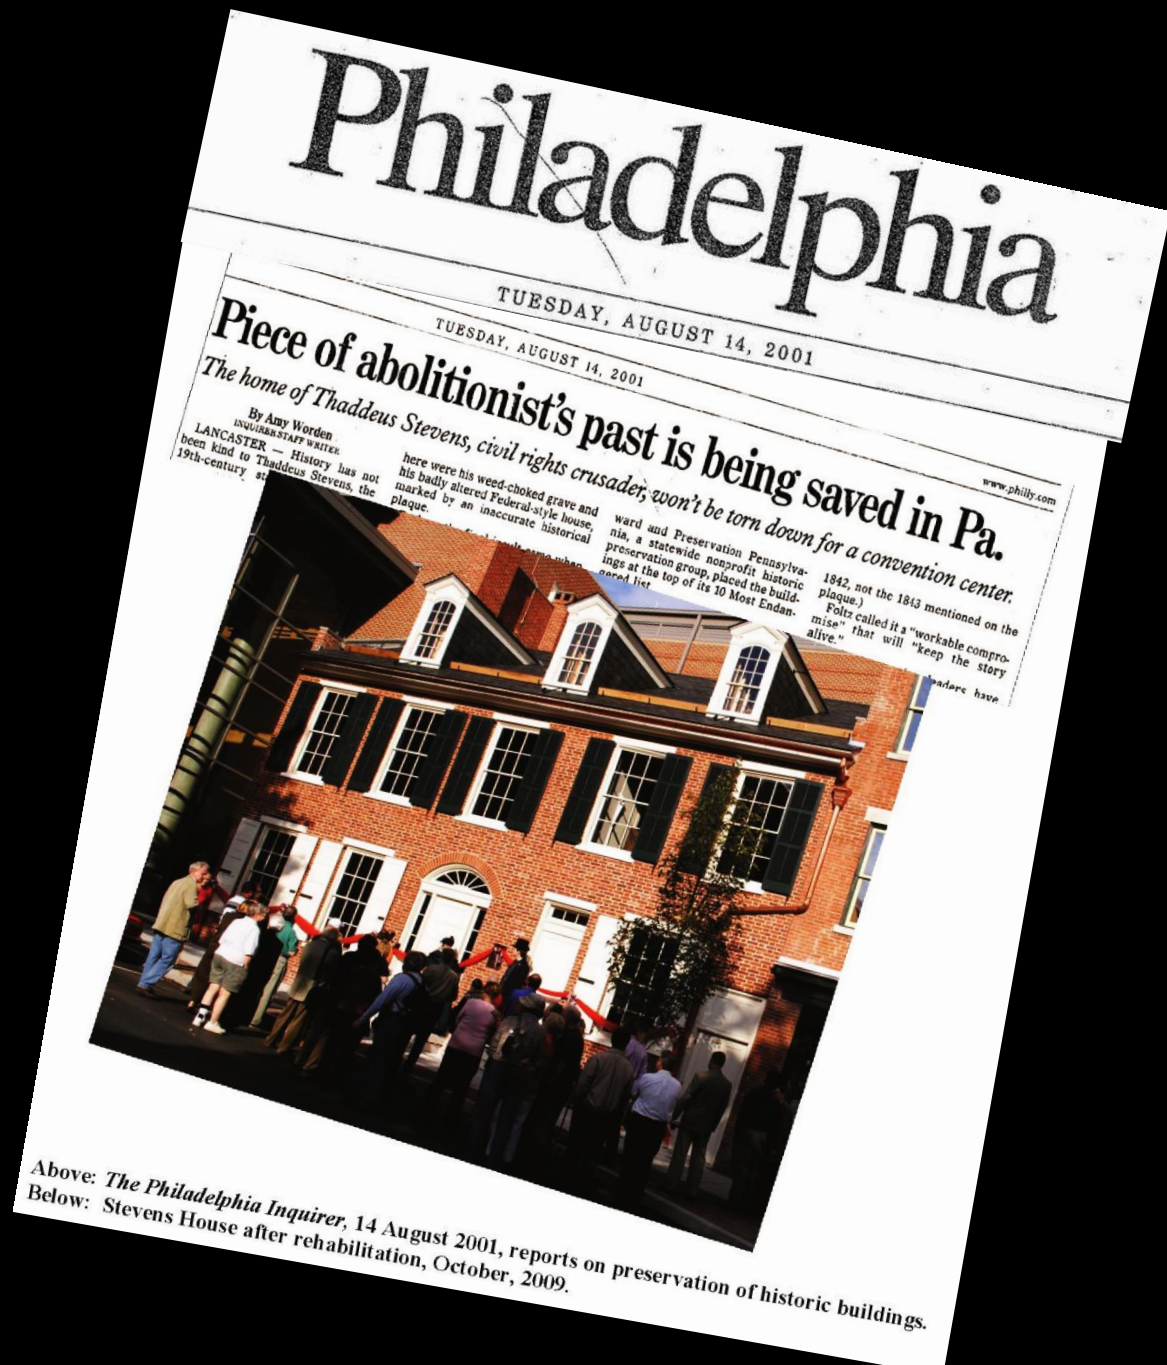 Philadelphia
TUESDAY, AUGUST 14, 2001
TUESDAY, AUGUST 14, 2001
www.philly.com
Piece of abolitionist's past is being saved in Pa.
The home of Thaddeus Stevens, civil rights crusader, won't be torn down for a convention center.
By Amy Worden
INQUIRER STAFF WRITER
LANCASTER — History has not
been kind to Thaddeus Stevens, the
19th-century
here were his weed-choked grave and
his badly altered Federal-style house,
marked by an inaccurate historical
plaque.
ward and Preservation Pennsylva-
nia, a statewide nonprofit historic
preservation group, placed the build-
ings at the top of its 10 Most Endan-
gered list.
1842, not the 1843 mentioned on the
plaque.)
Foltz called it a "workable compro-
mise" that will "keep the story
alive."
leaders have
Above: The Philadelphia Inquirer, 14 August 2001, reports on preservation of historic buildings.
Below: Stevens House after rehabilitation, October, 2009.